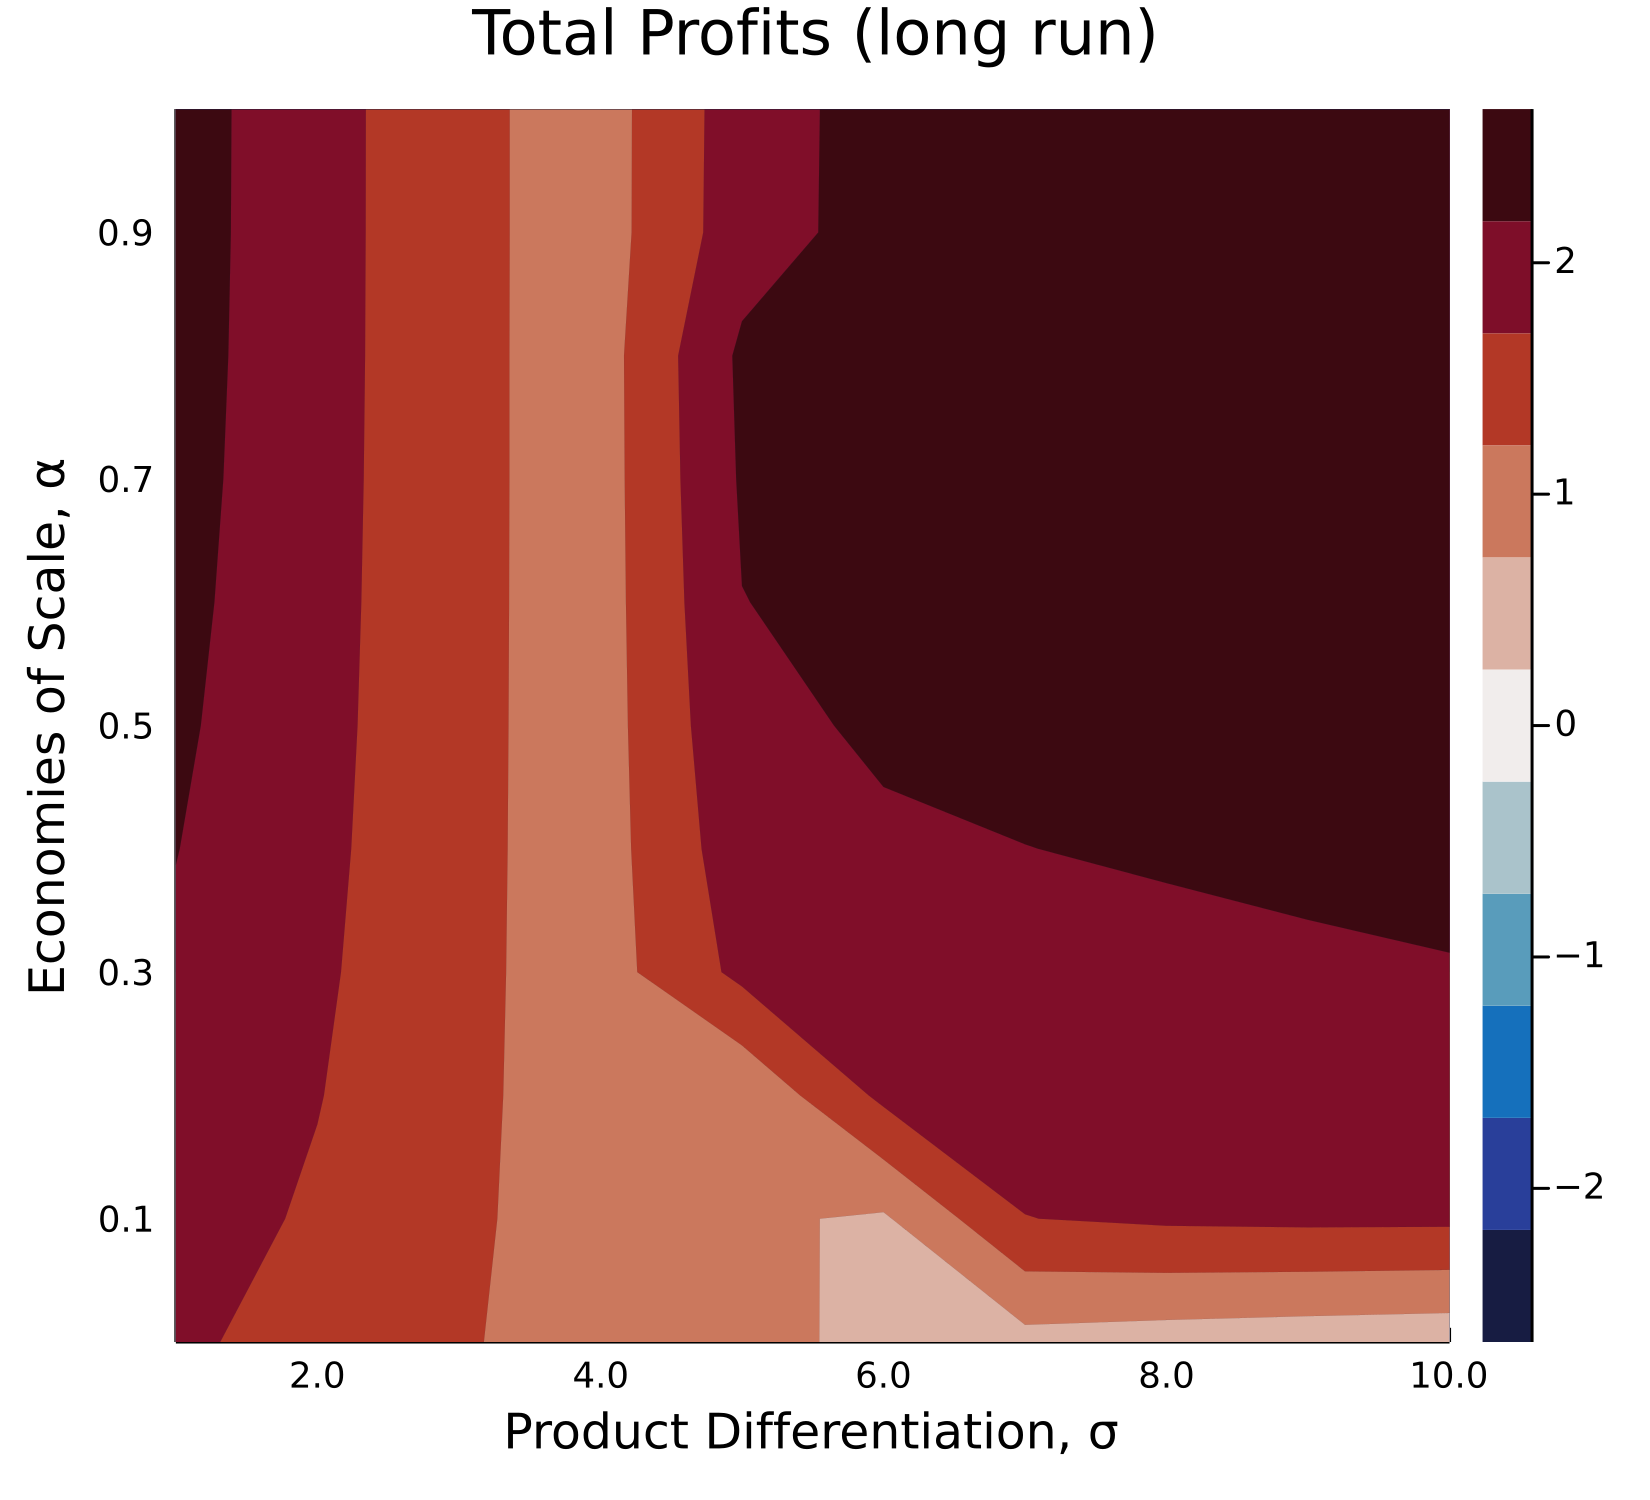 Total Profits (long run)
Economies of Scale, α
0.9
0.7
0.5
0.3
0.1
2.0 4.0 6.0 8.0 10.0
Product Differentiation, σ
2
1
0
−1
−2